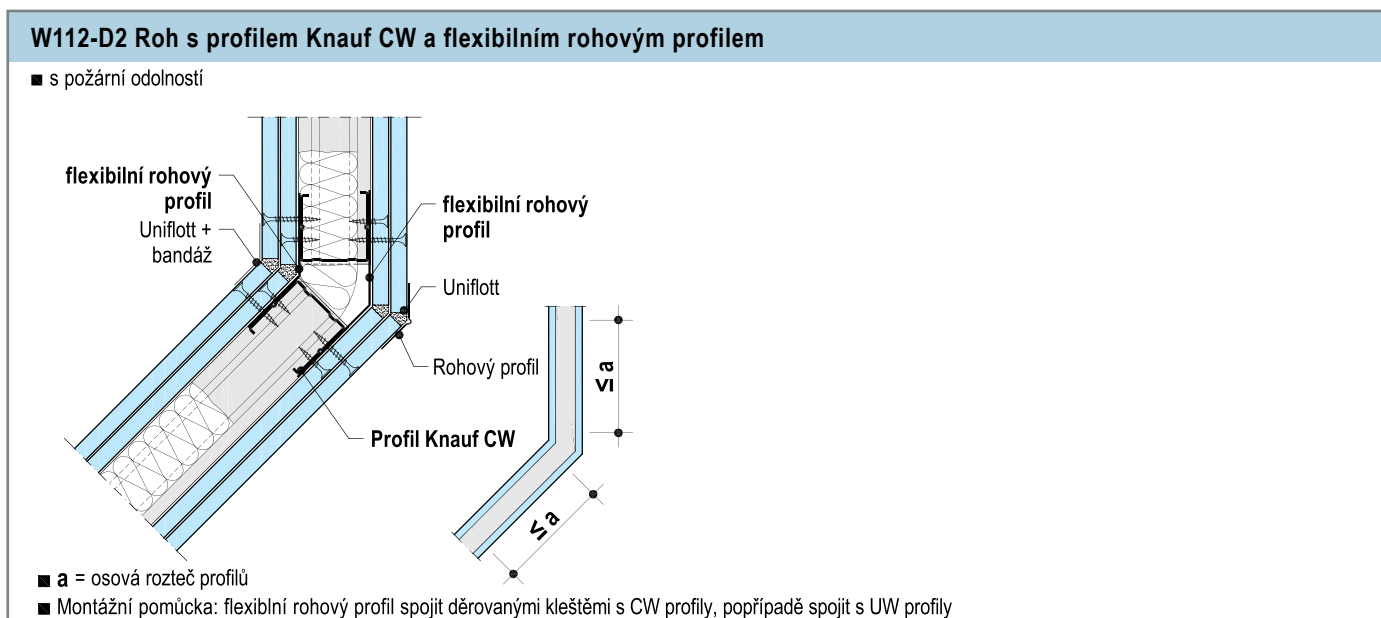 W112-D2 Roh s profilem Knauf CW a flexibilním rohovým profilem
■ s požární odolností
flexibilní rohový
profil
Uniflott +
bandáž
flexibilní rohový
profil
Uniflott
Rohový profil
Profil Knauf CW
≤ a
≤ a
■ a = osová rozteč profilů
■ Montážní pomůcka: flexiblní rohový profil spojit děrovanými kleštěmi s CW profily, popřípadě spojit s UW profily